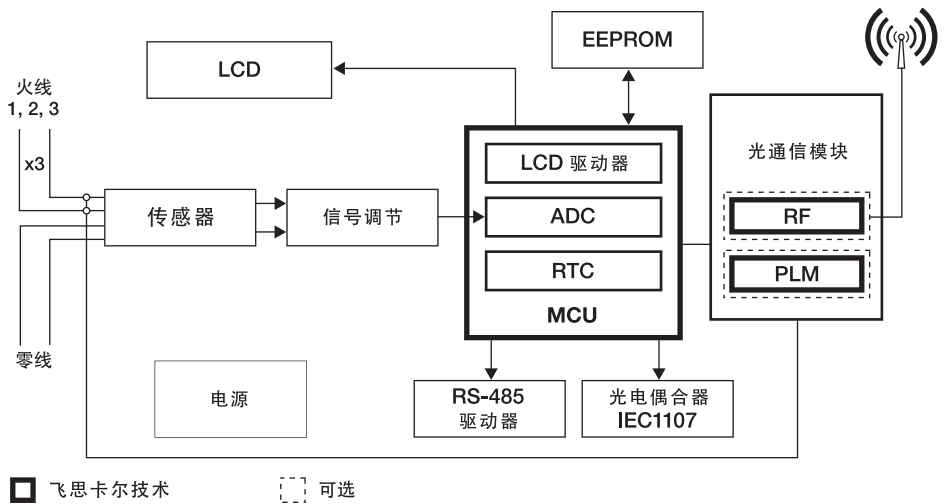 EEPROM
LCD
火线
1, 2, 3
x3
光通信模块
LCD 驱动器
传感器
信号调节
ADC
RF
RTC
PLM
MCU
零线
电源
RS-485
驱动器
光电偶合器
IEC1107
飞思卡尔技术
可选